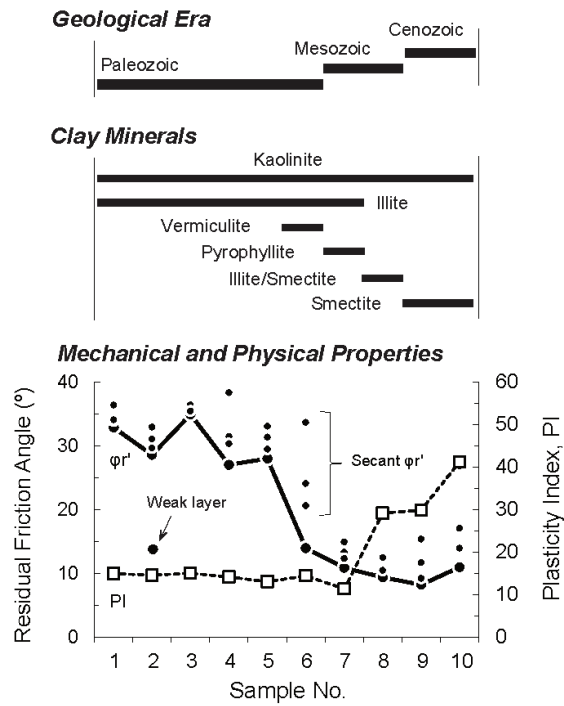 Geological Era
Cenozoic
Mesozoic
Paleozoic
Clay Minerals
Kaolinite
Illite
Vermiculite
Pyrophyllite
Illite/Smectite
Smectite
Mechanical and Physical Properties
40
60
50
30
φr'
Secant φr'
40
Weak layer
20
30
20
10
PI
10
0
0
Residual Friction Angle (º)
Plasticity Index, PI
1 2 3 4 5 6 7 8 9 10
Sample No.